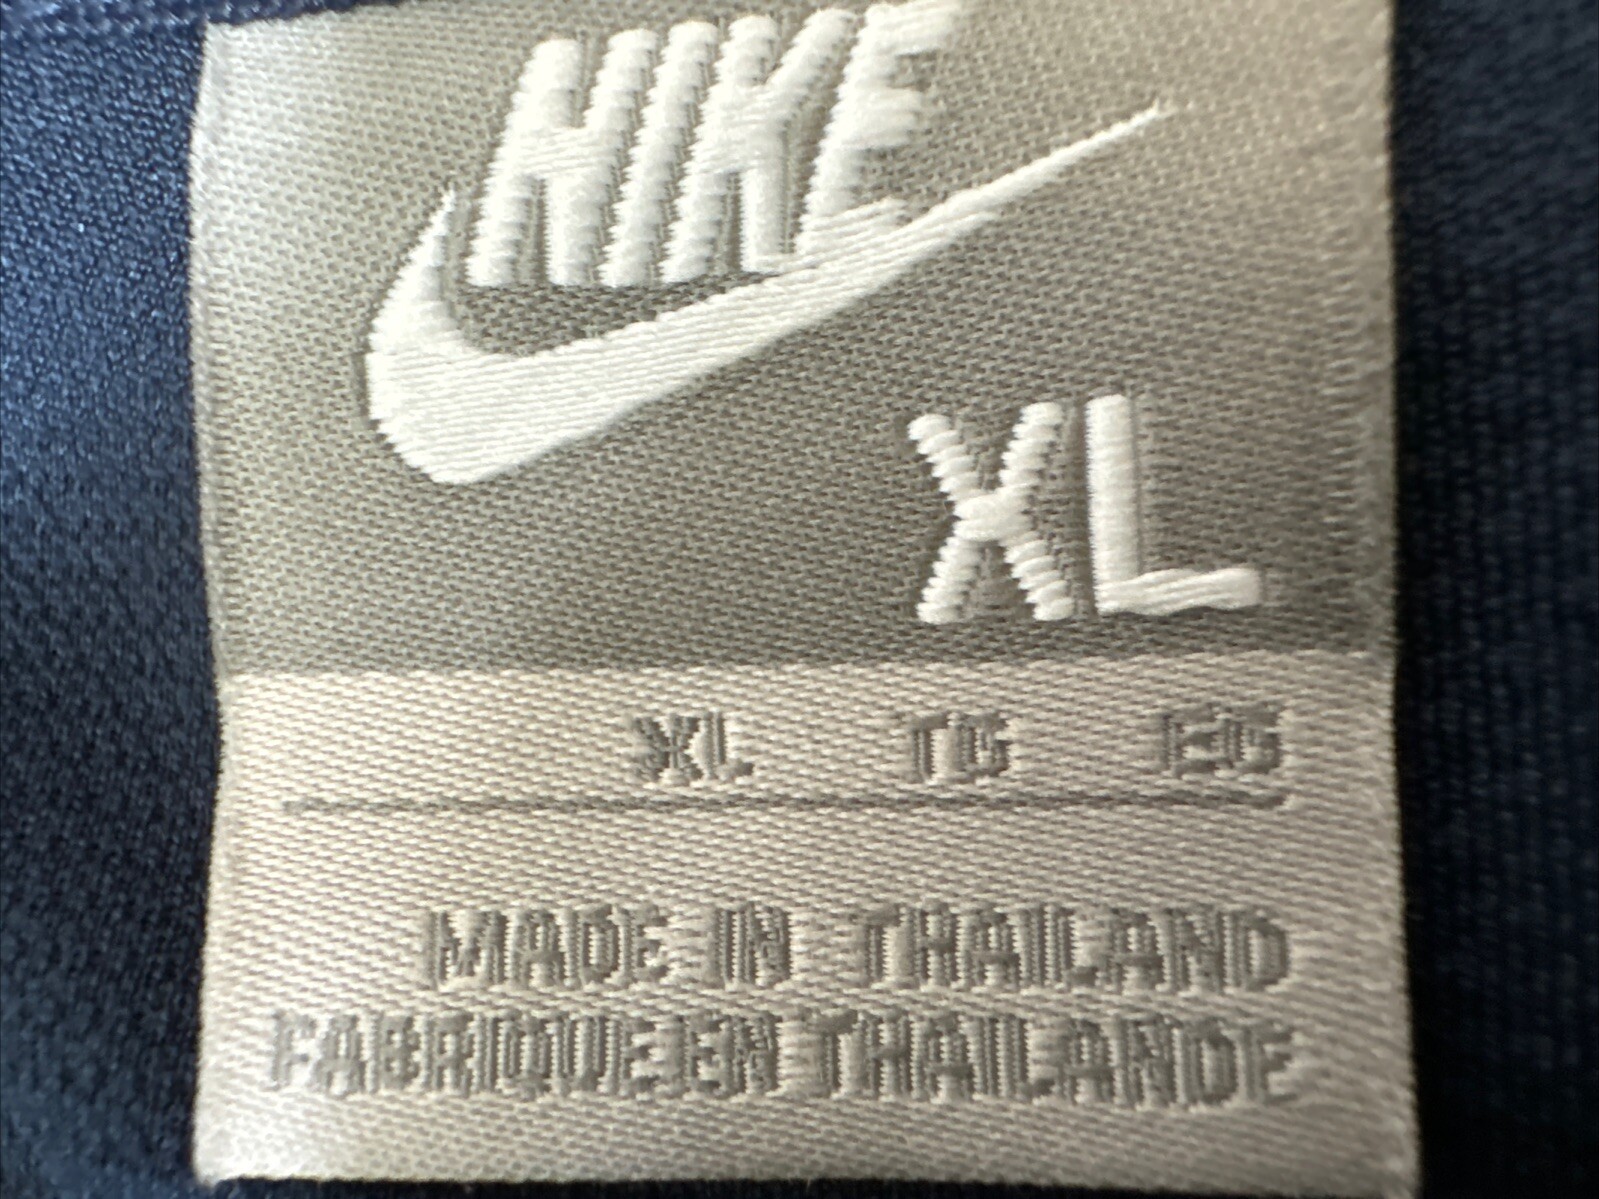 NIKE
XL
XL TG EG
MADE IN THAILAND
FABRIQUE EN THAILANDE